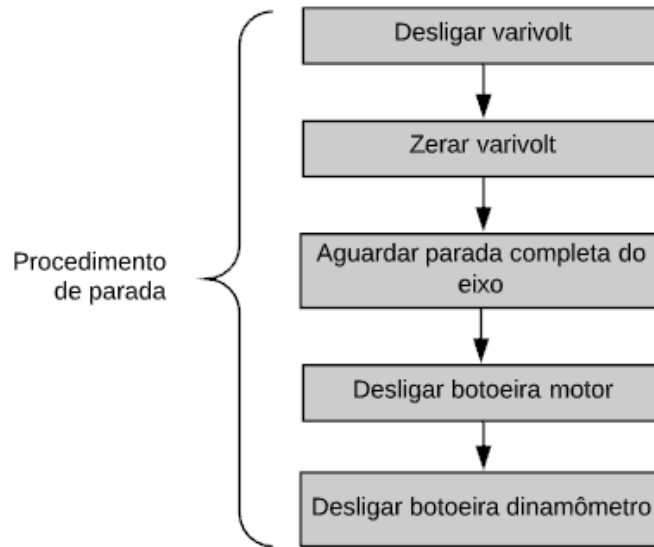 Procedimento
de parada
Desligar varivolt
Zerar varivolt
Aguardar parada completa do
eixo
Desligar botoeira motor
Desligar botoeira dinamômetro